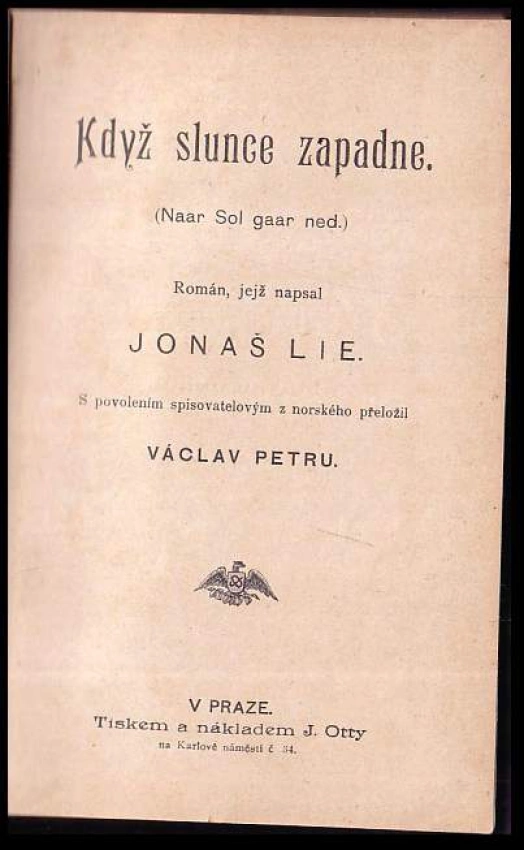 Když slunce zapadne.
(Naar Sol gaar ned.)
Román, jejž napsal
JONAŠ LIE.
S povolením spisovatelovým z norského přeložil
VÁCLAV PETRU.
V PRAZE.
Tiskem a nákladem J. Otty
na Karlově náměstí č 34.